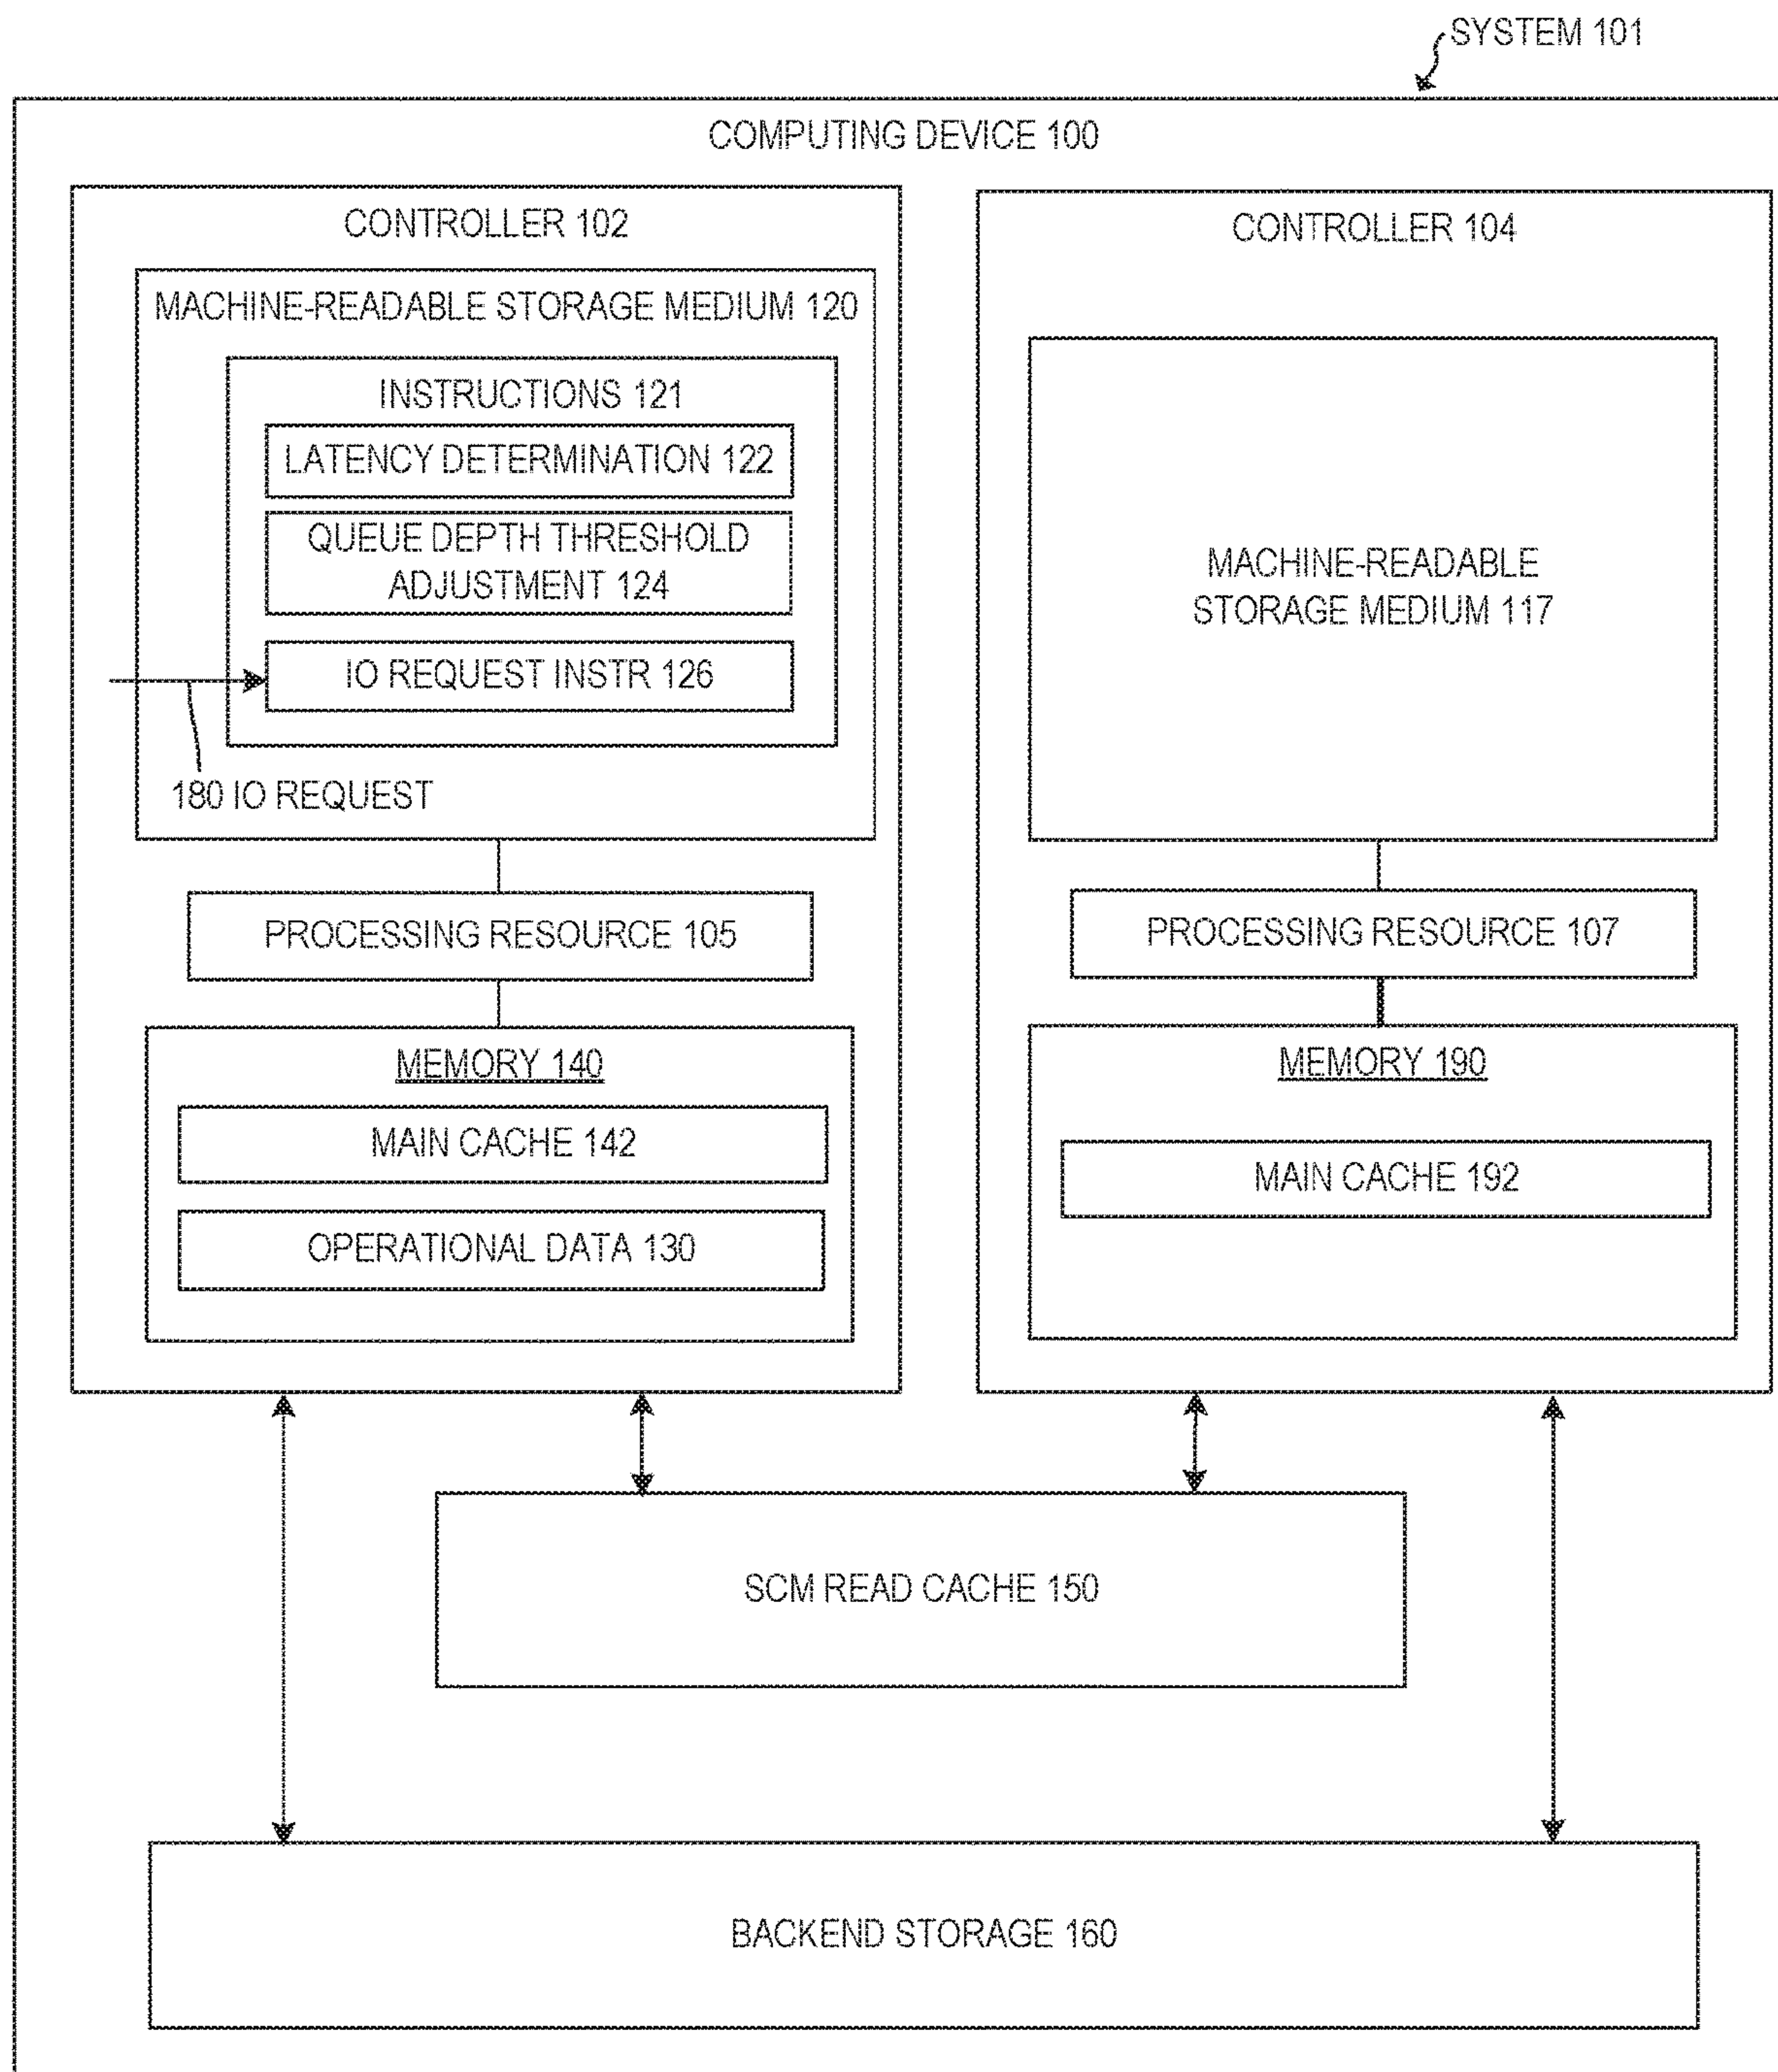 SYSTEM 101
COMPUTING DEVICE 100
CONTROLLER 102
MACHINE-READABLE STORAGE MEDIUM 120
INSTRUCTIONS 121
LATENCY DETERMINATION 122
QUEUE DEPTH THRESHOLD
ADJUSTMENT 124
IO REQUEST INSTR 126
180 IO REQUEST
PROCESSING RESOURCE 105
MEMORY 140
MAIN CACHE 142
OPERATIONAL DATA 130
CONTROLLER 104
MACHINE-READABLE
STORAGE MEDIUM 117
PROCESSING RESOURCE 107
MEMORY 190
MAIN CACHE 192
SCM READ CACHE 150
BACKEND STORAGE 160